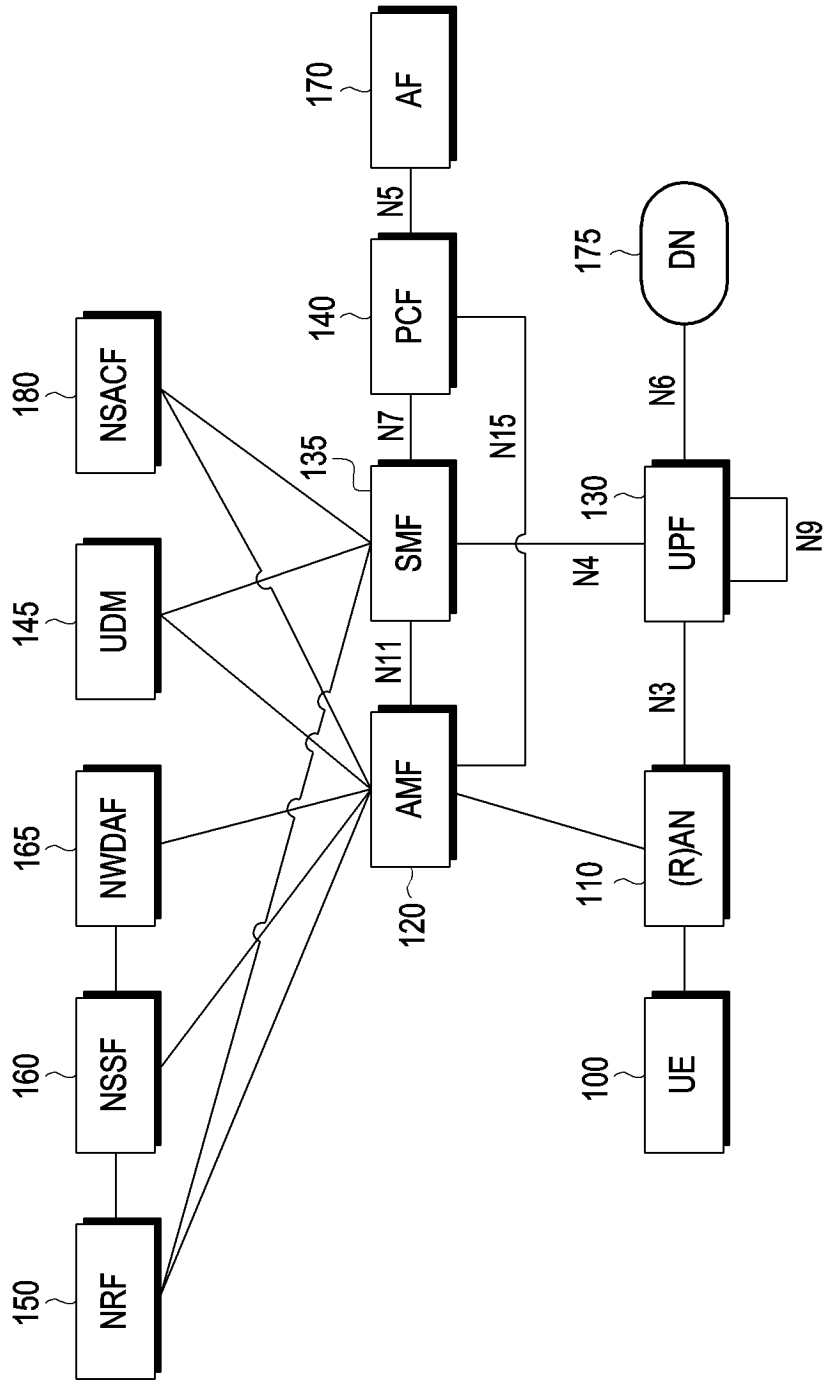 150
160
165
145
180
NRF
NSSF
NWDAF
UDM
NSACF
135
140
170
AMF
N11
SMF
N7
PCF
N5
AF
120
N15
N4
100
110
130
175
UE
(R)AN
N3
UPF
N6
DN
N9